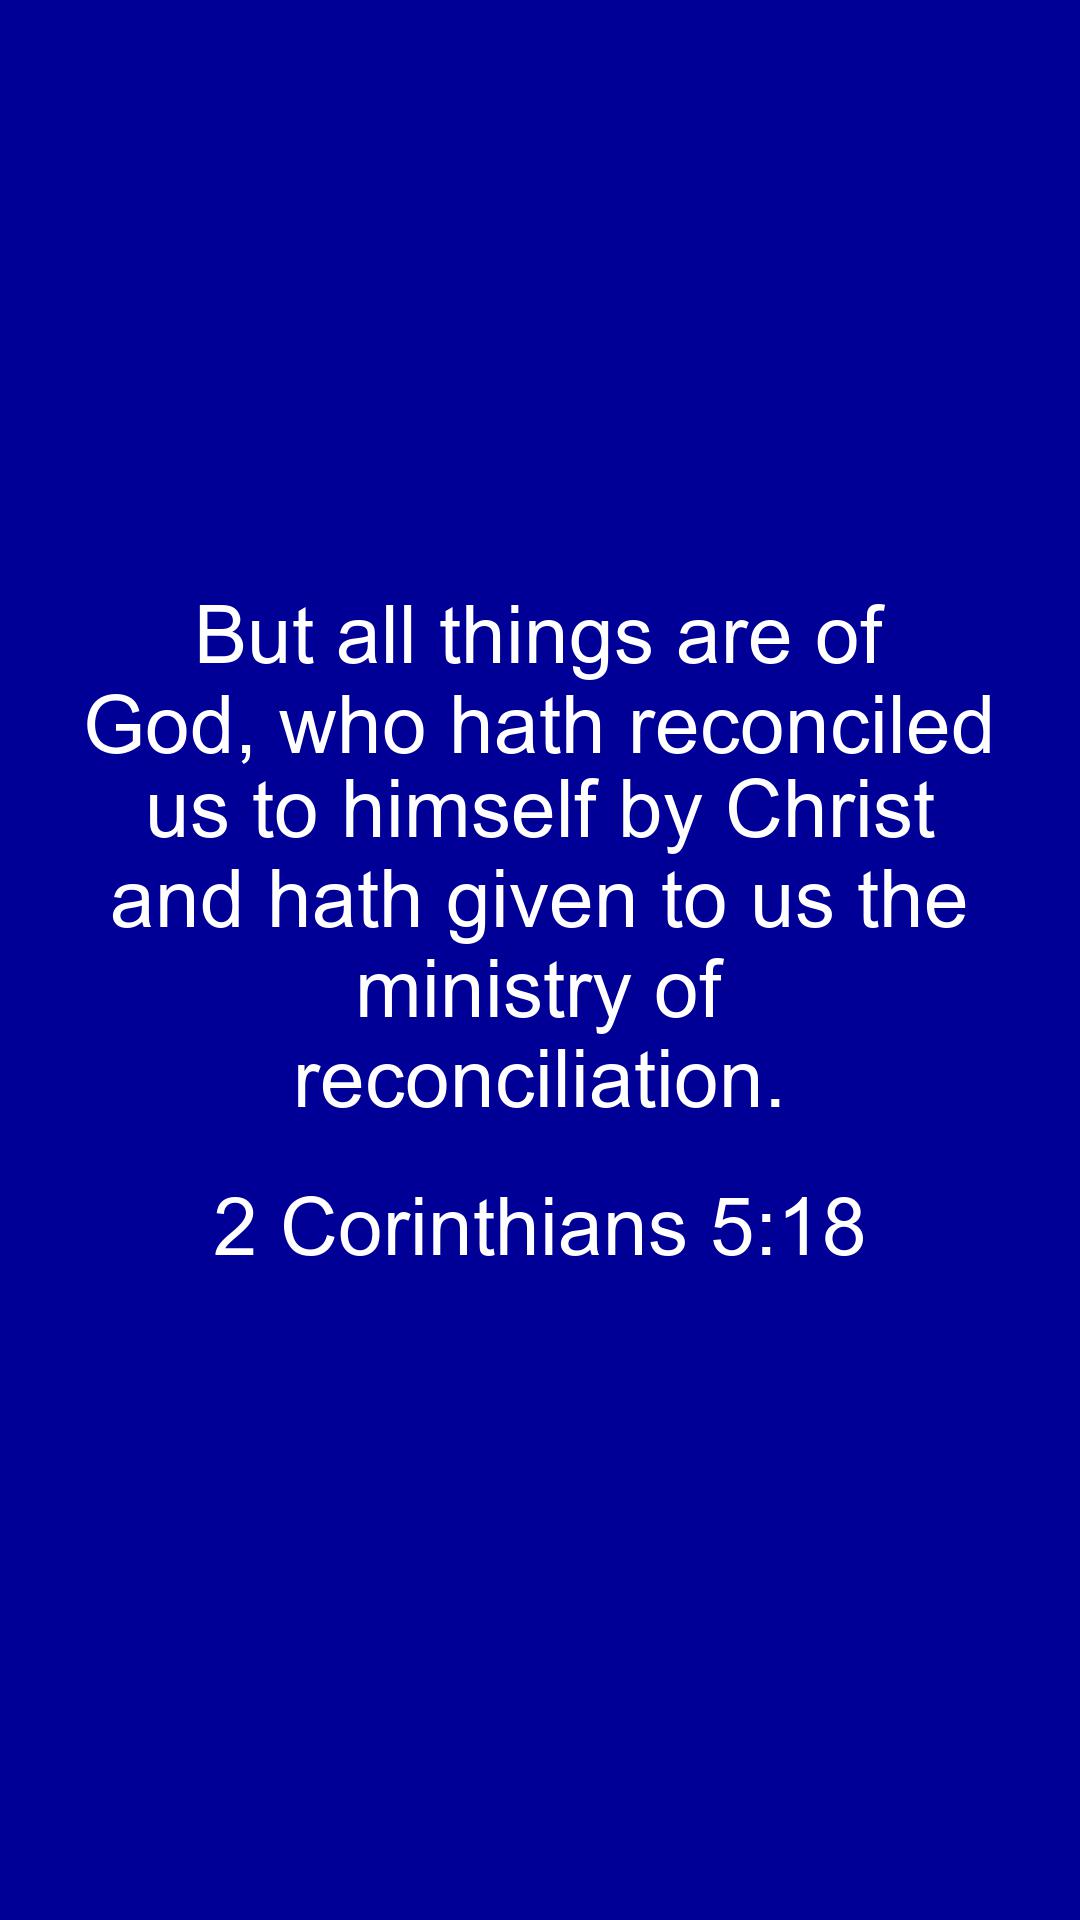 But all things are of
God, who hath reconciled
us to himself by Christ
and hath given to us the
ministry of
reconciliation.
2 Corinthians 5:18